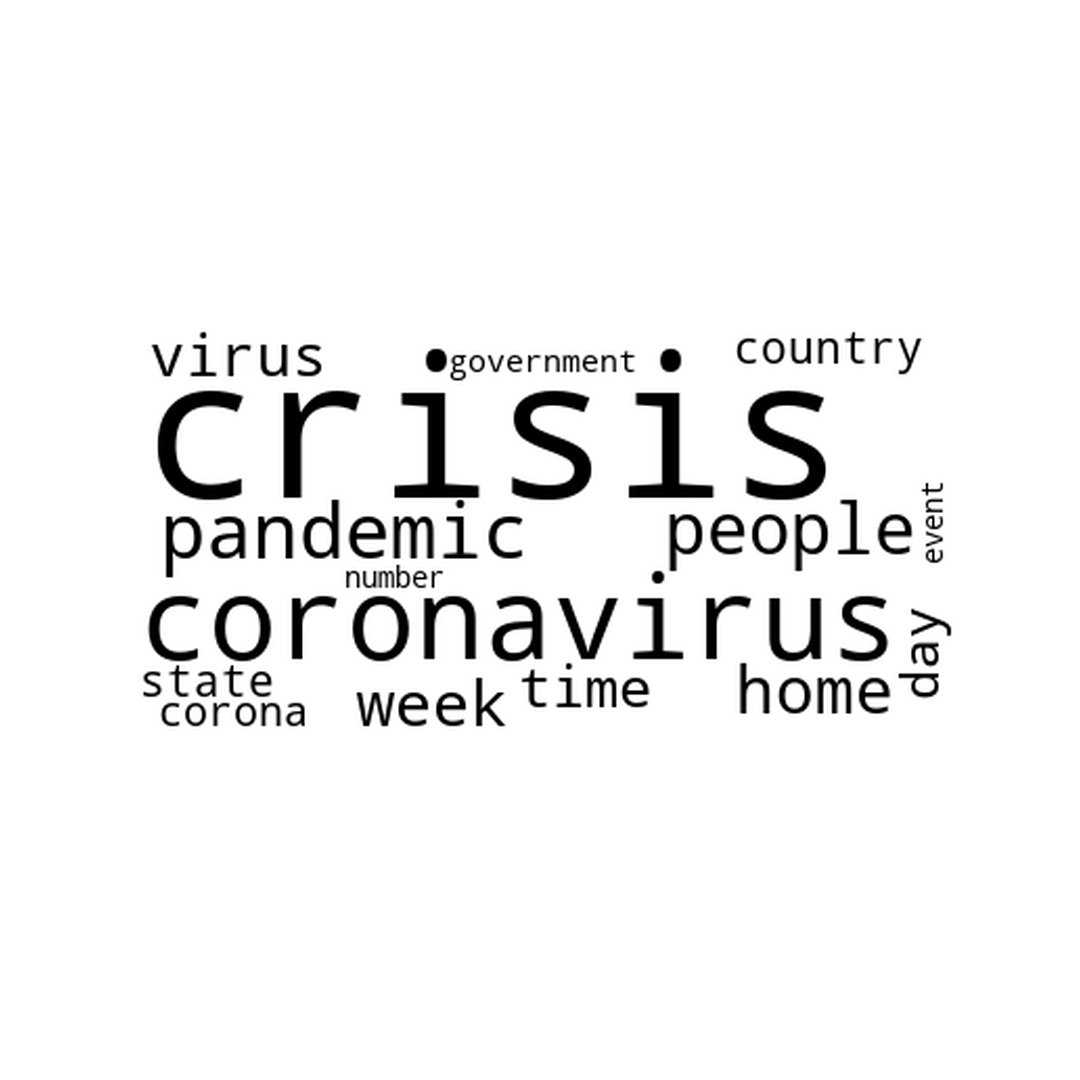 virus
government
country
crisis
pandemic
people
event
number
coronavirus
day
state
corona
week
time
home